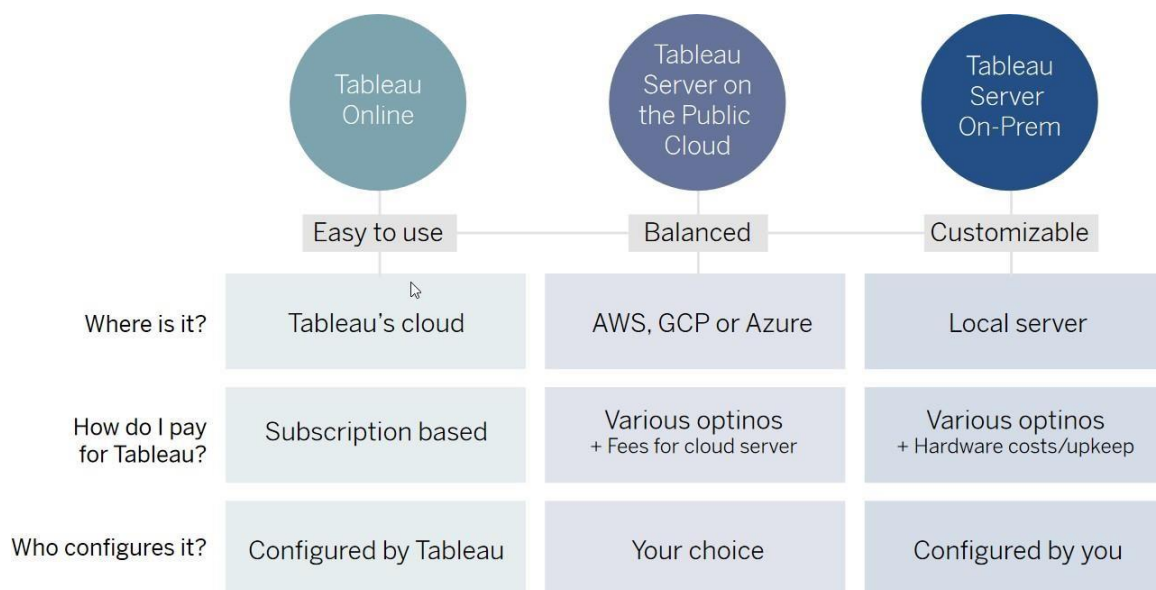 Tableau
Online
Tableau
Server on
the Public
Cloud
Tableau
Server
On-Prem
Easy to use
Balanced
Customizable
Where is it?
Tableau's cloud
AWS, GCP or Azure
Local server
How do I pay
for Tableau?
Subscription based
Various optinos
+ Fees for cloud server
Various optinos
+ Hardware costs/upkeep
Who configures it?
Configured by Tableau
Your choice
Configured by you